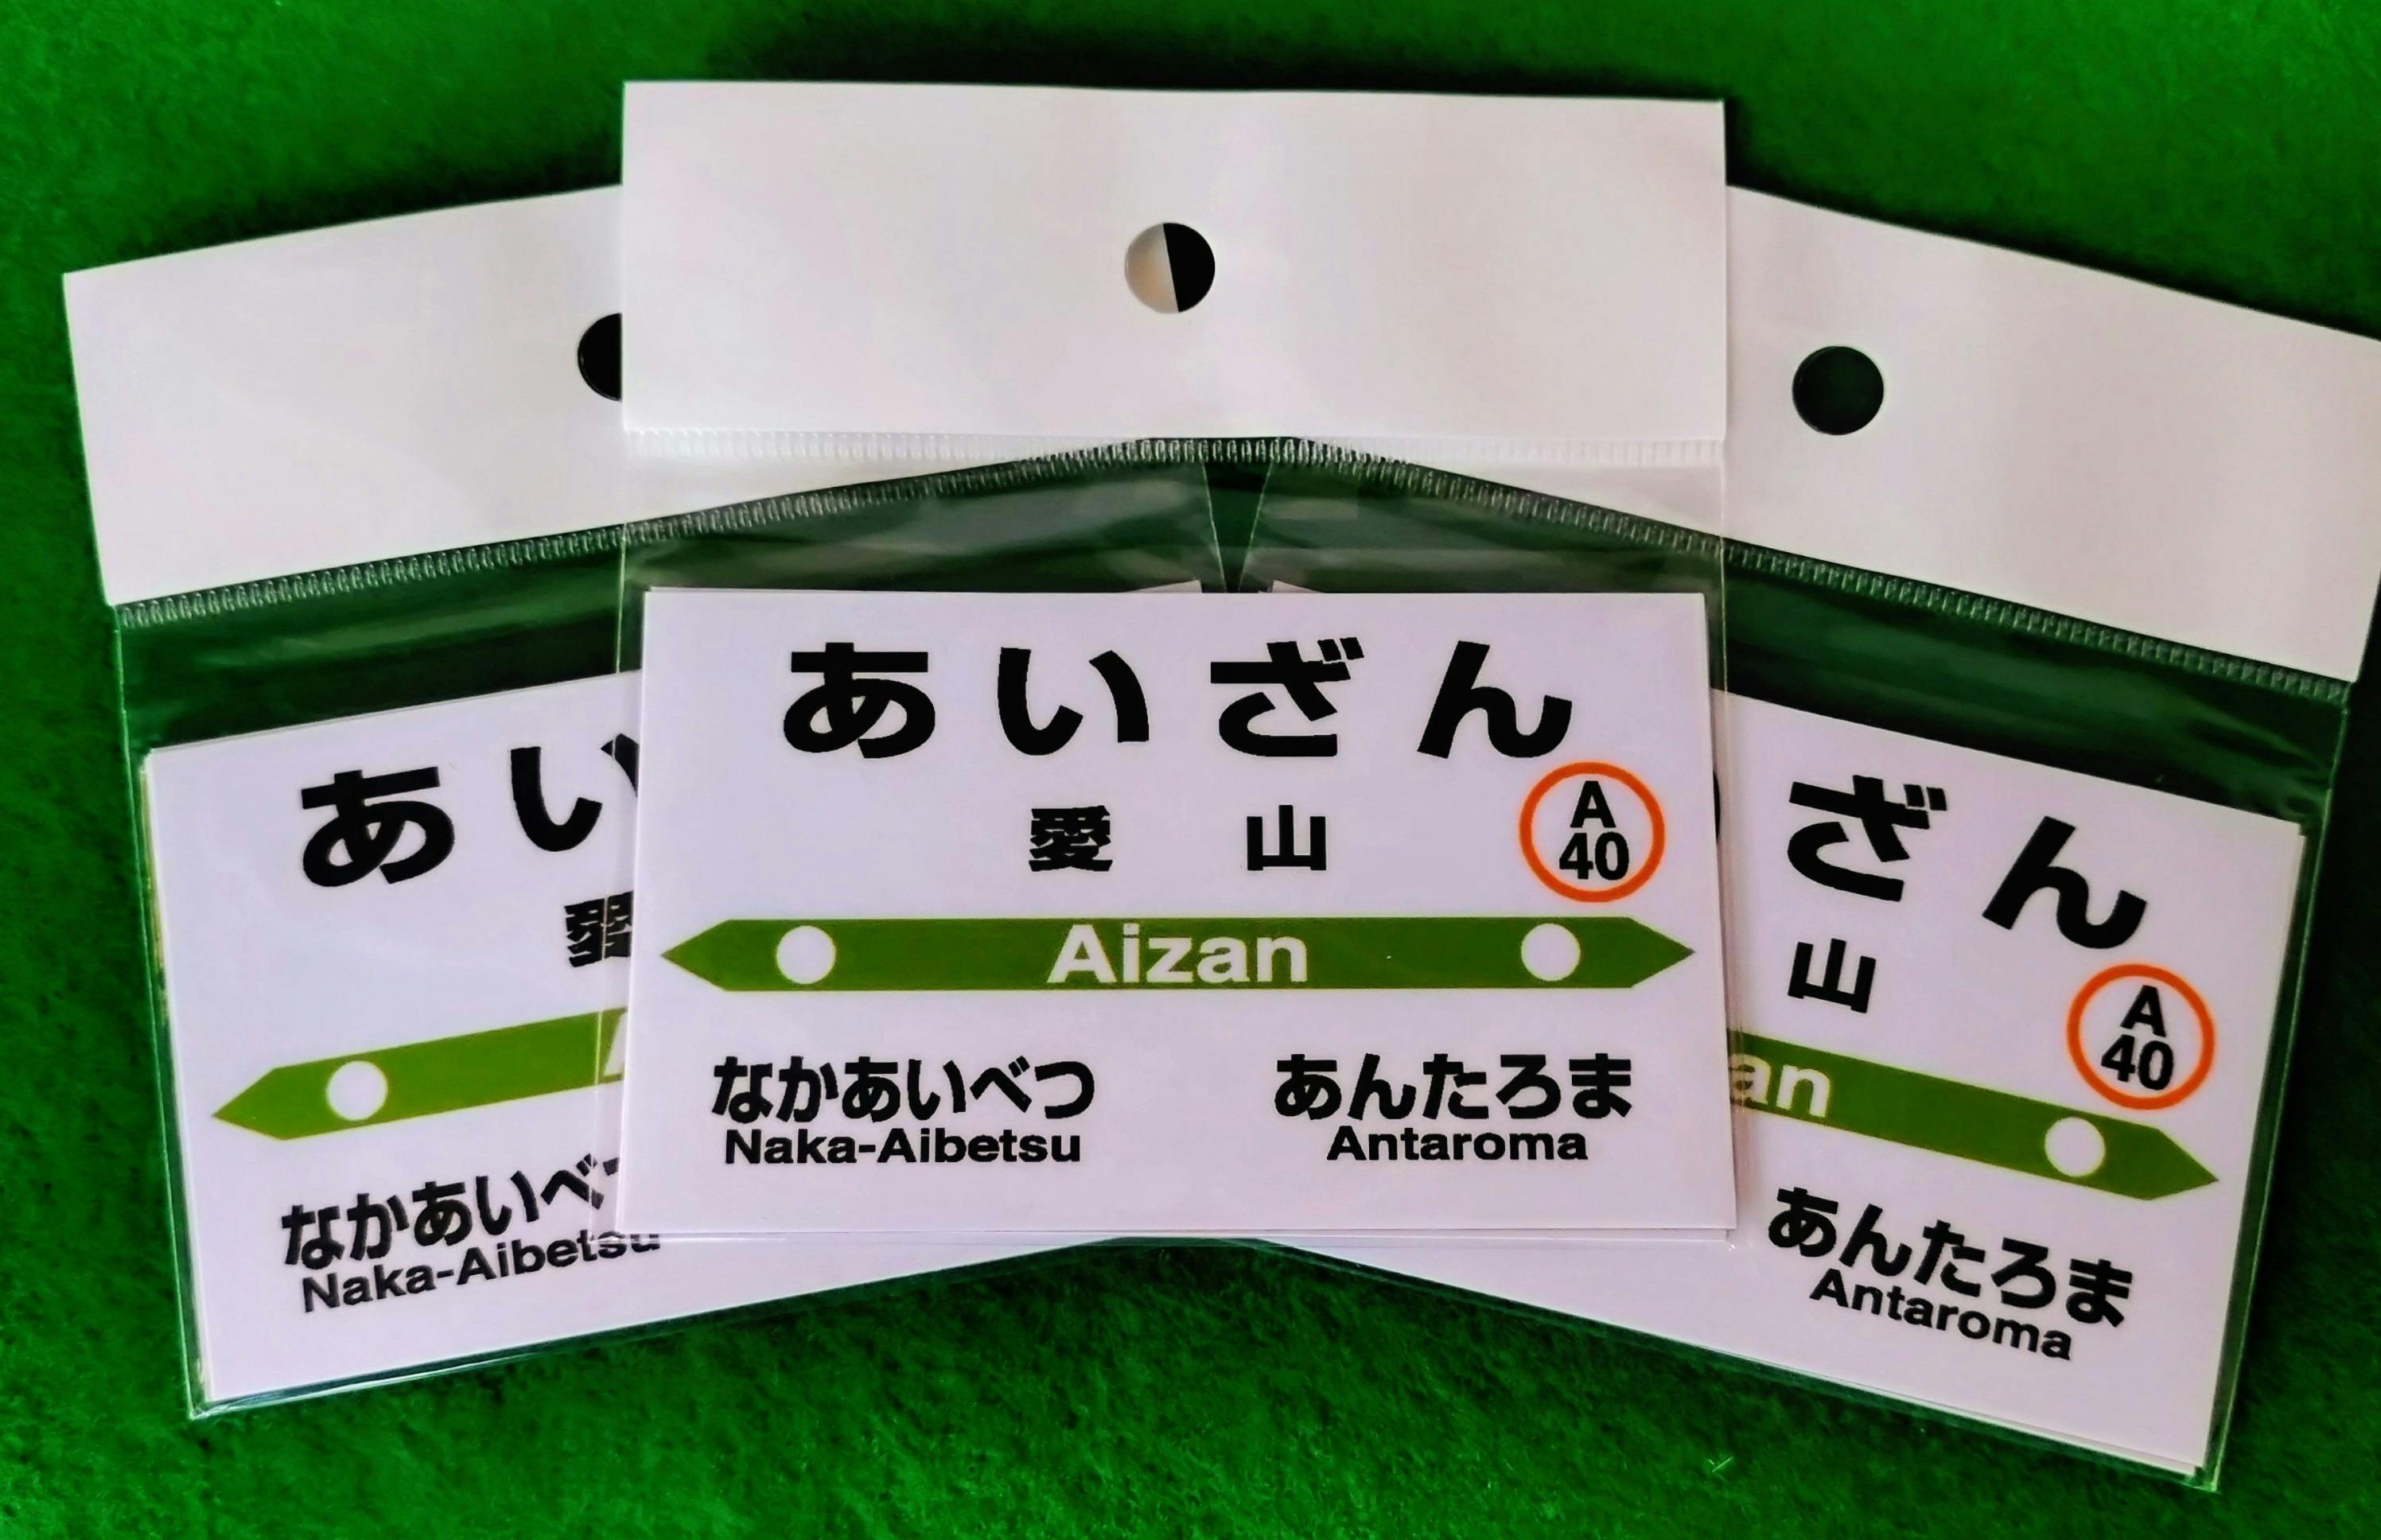 あいざん
愛山
A
40
Aizan
なかあいべつ
Naka-Aibetsu
あんたろま
Antaroma
あい
愛
なかあいべつ
Naka-Aibetsu
ざん
山
A
40
an
あんたろま
Antaroma